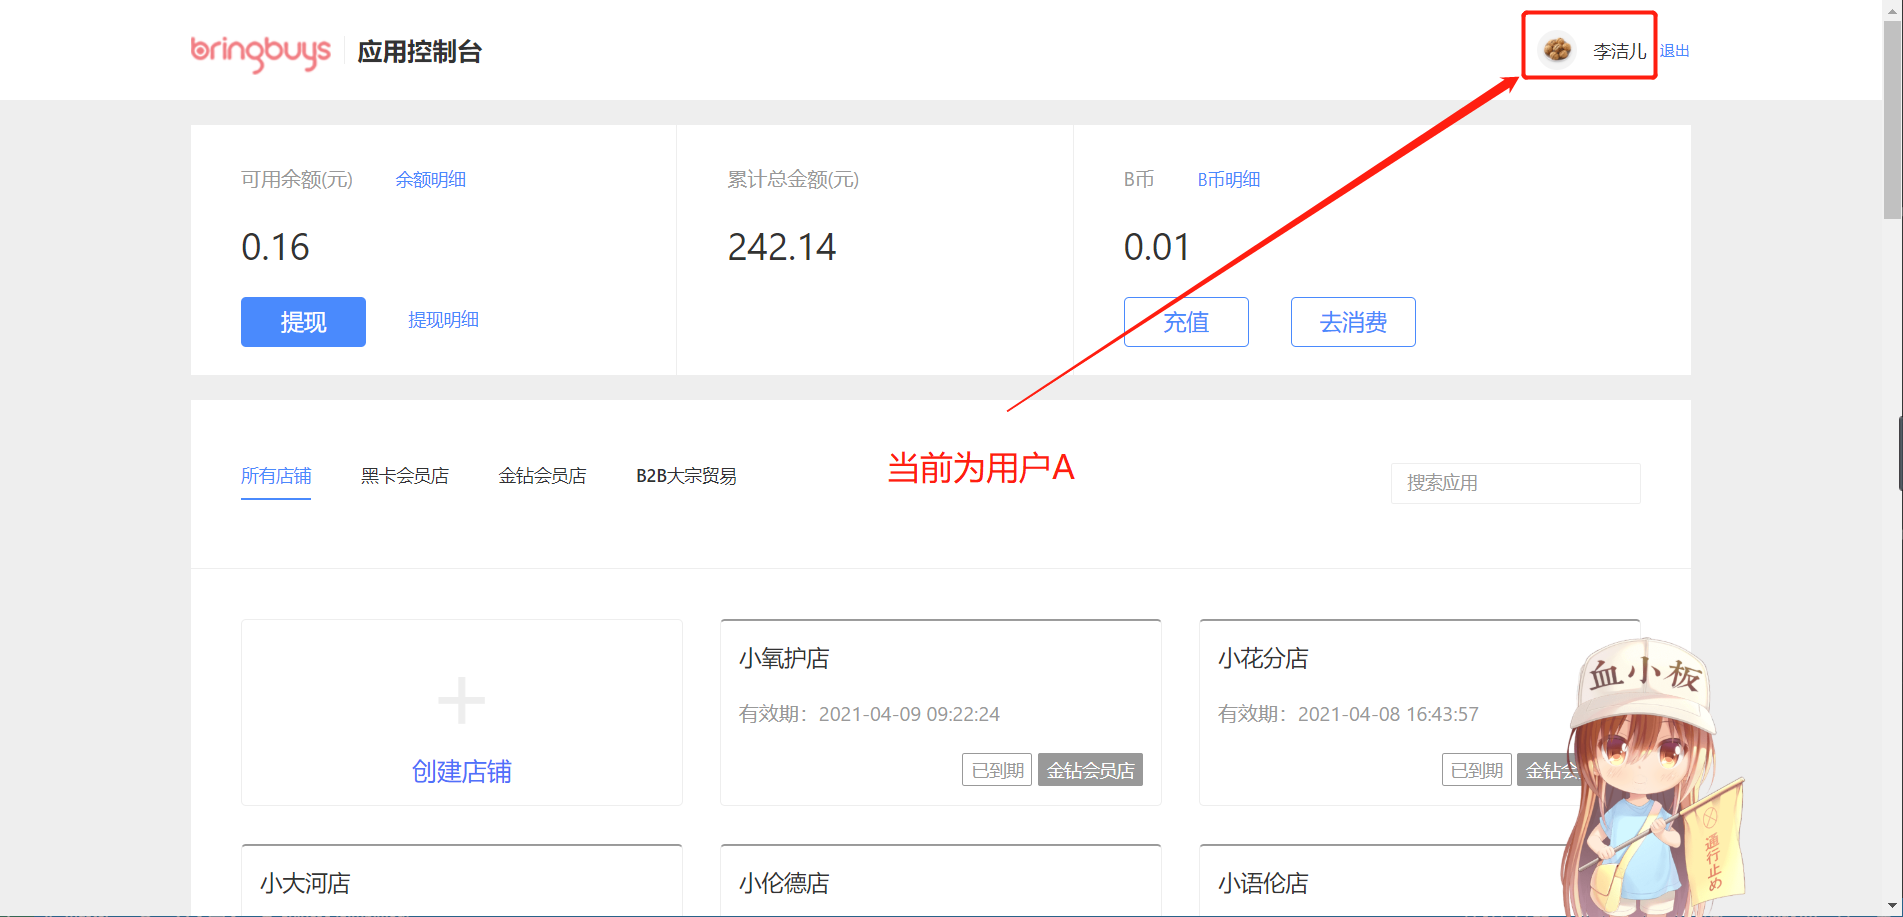 bringbuys 应用控制台
李洁儿 退出
可用余额(元) 余额明细
累计总金额(元)
B币 B币明细
0.16
242.14
0.01
提现 提现明细
充值 去消费
当前为用户A
所有店铺 黑卡会员店 金钻会员店 B2B大宗贸易
搜索应用
创建店铺
小氧护店
有效期：2021-04-09 09:22:24
已到期 金钻会员店
小花分店
有效期：2021-04-08 16:43:57
已到期 金钻会
血小板
通行止め
小大河店
小伦德店
小语伦店